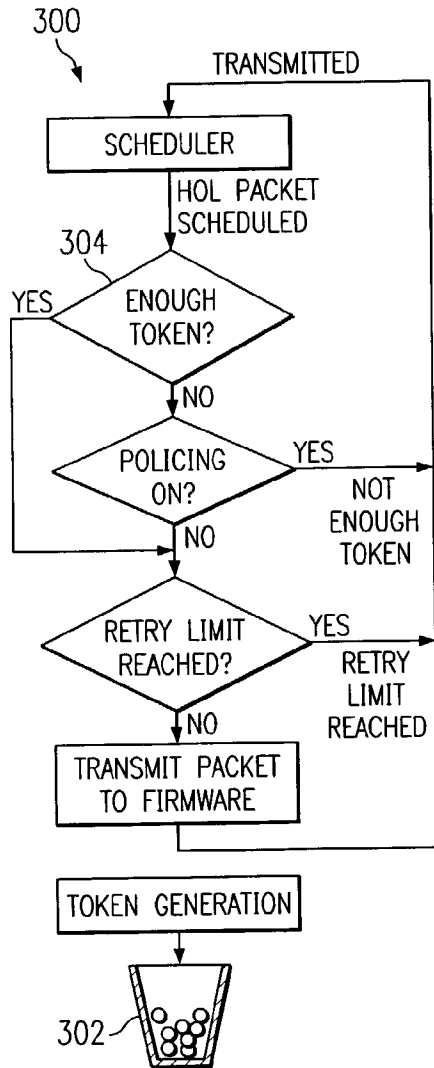 300
TRANSMITTED
SCHEDULER
HOL PACKET
SCHEDULED
304
YES
ENOUGH
TOKEN?
NO
POLICING
ON?
YES
NOT
ENOUGH
TOKEN
NO
RETRY LIMIT
REACHED?
YES
RETRY
LIMIT
REACHED
NO
TRANSMIT PACKET
TO FIRMWARE
TOKEN GENERATION
302